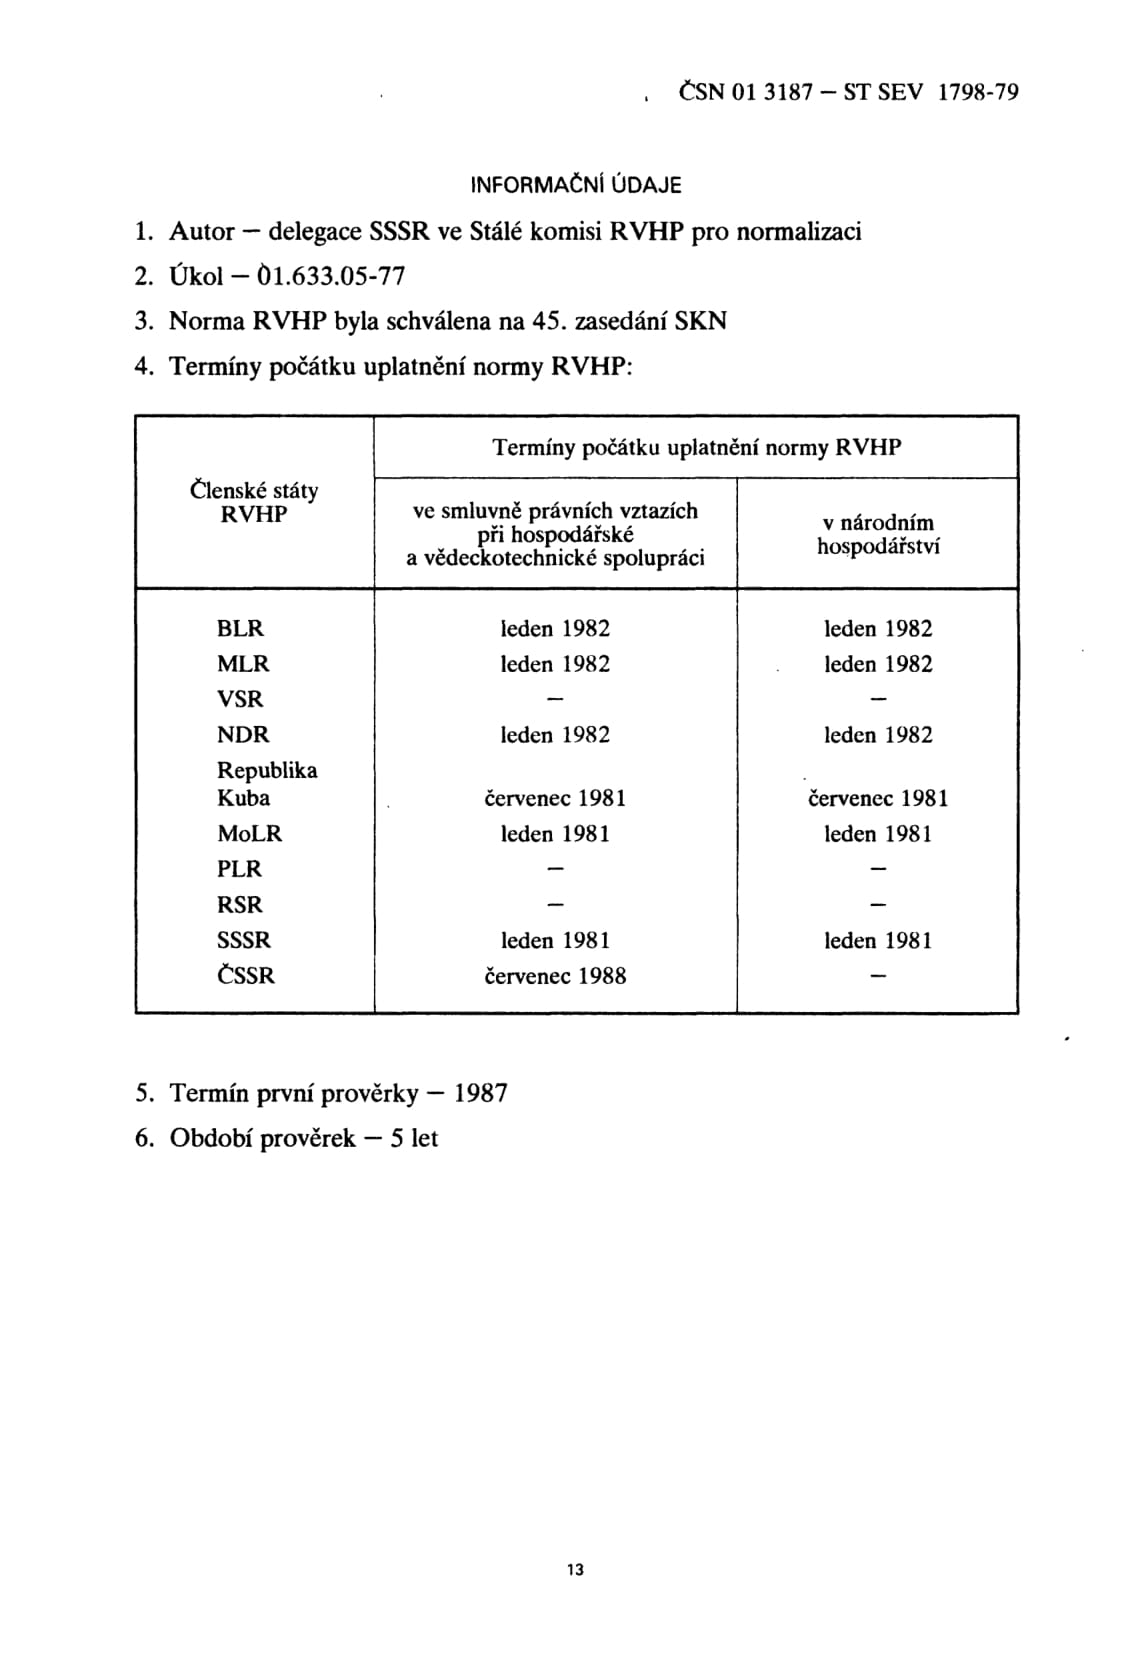 ČSN 01 3187 — ST SEV 1798-79
INFORMAČNÍ ÚDAJE
1. Autor — delegace SSSR ve Stálé komisi RVHP pro normalizaci
2. Úkol — 01.633.05-77
3. Norma RVHP byla schválena na 45. zasedání SKN
4. Termíny počátku uplatnění normy RVHP:
Členské státy
RVHP
Termíny počátku uplatnění normy RVHP
ve smluvně právních vztazích
při hospodářské
a vědeckotechnické spolupráci
v národním
hospodářství
BLR leden 1982 leden 1982
MLR leden 1982 leden 1982
VSR — —
NDR leden 1982 leden 1982
Republika
Kuba červenec 1981 červenec 1981
MoLR leden 1981 leden 1981
PLR — —
RSR — —
SSSR leden 1981 leden 1981
ČSSR červenec 1988 —
5. Termín první prověrky — 1987
6. Období prověrek — 5 let
13